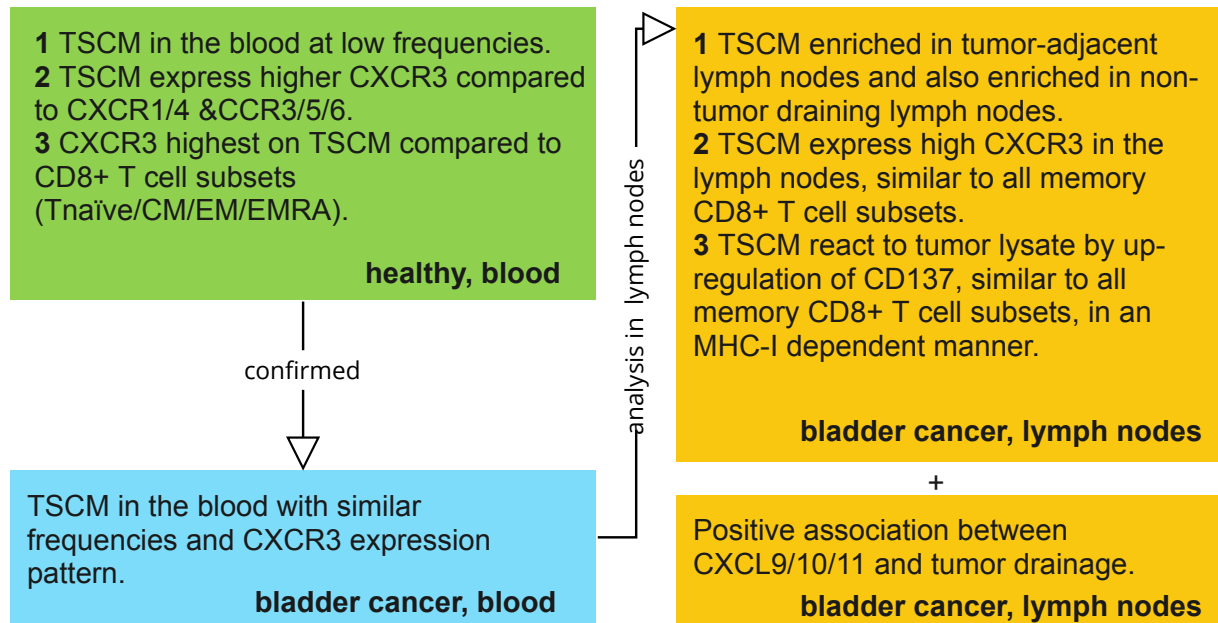 1 TSCM in the blood at low frequencies.
2 TSCM express higher CXCR3 compared
to CXCR1/4 &CCR3/5/6.
3 CXCR3 highest on TSCM compared to
CD8+ T cell subsets
(Tnaïve/CM/EM/EMRA).
healthy, blood
confirmed
TSCM in the blood with similar
frequencies and CXCR3 expression
pattern.
bladder cancer, blood
analysis in lymph nodes
1 TSCM enriched in tumor-adjacent
lymph nodes and also enriched in non-
tumor draining lymph nodes.
2 TSCM express high CXCR3 in the
lymph nodes, similar to all memory
CD8+ T cell subsets.
3 TSCM react to tumor lysate by up-
regulation of CD137, similar to all
memory CD8+ T cell subsets, in an
MHC-I dependent manner.
bladder cancer, lymph nodes
+
Positive association between
CXCL9/10/11 and tumor drainage.
bladder cancer, lymph nodes